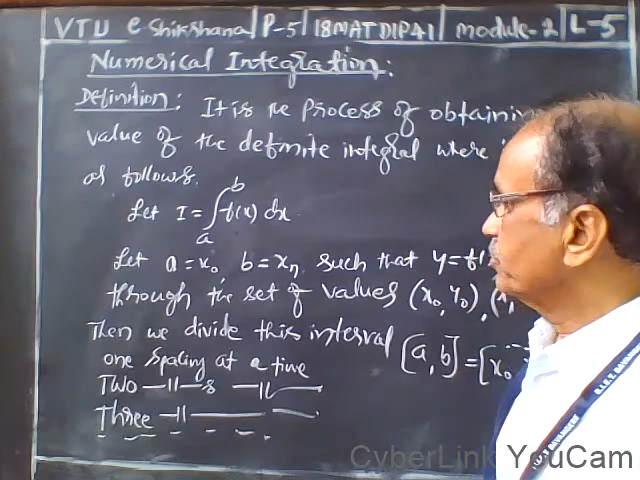 VTU e Shikshana | P-5 | 18MATDIP41 | module-2 | L-5
Numerical Integration:
Definition: It is the process of obtaining
value of the definite integral where
as follows.
Let I = ∫ₐᵇ f(x) dx
Let a = x₀ b = xₙ such that y = f(
through the set of values (x₀, y₀), (x₁
Then we divide this interval [a, b] = [x₀
one spacing at a time
TWO —||—s —||—
Three —||— —— ——
CyberLink YouCam